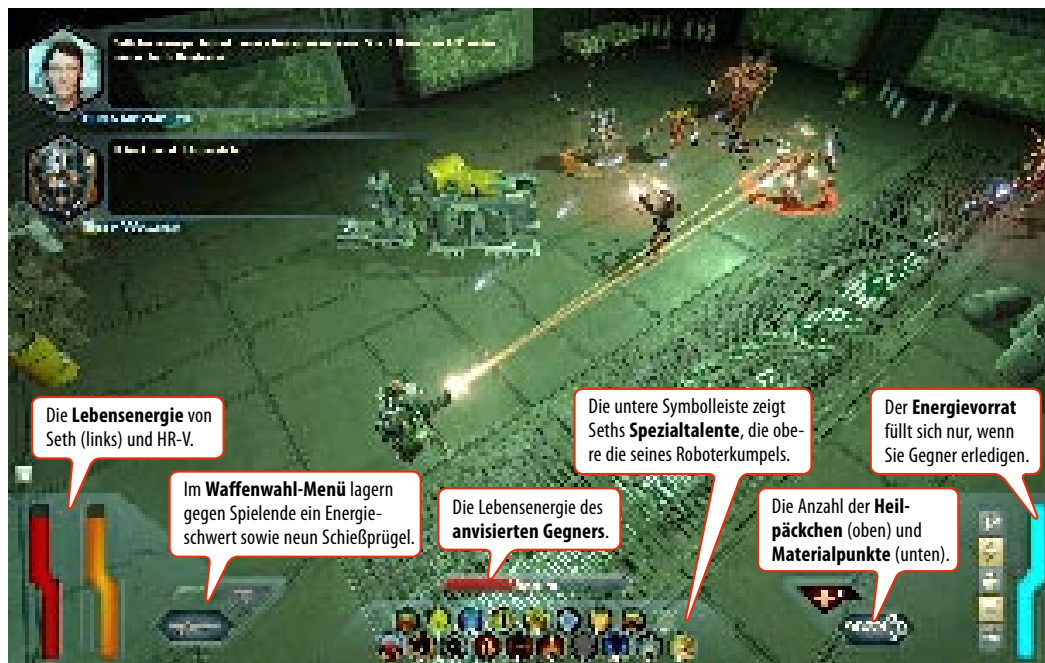 Die Lebensenergie von
Seth (links) und HR-V.
Im Waffenwahl-Menü lagern
gegen Spielende ein Energie-
schwert sowie neun Schießprügel.
Die Lebensenergie des
anvisierten Gegners.
Die untere Symbolleiste zeigt
Seths Spezialtalente, die obe-
re die seines Roboterkumpels.
Die Anzahl der Heil-
päckchen (oben) und
Materialpunkte (unten).
Der Energievorrat
füllt sich nur, wenn
Sie Gegner erledigen.